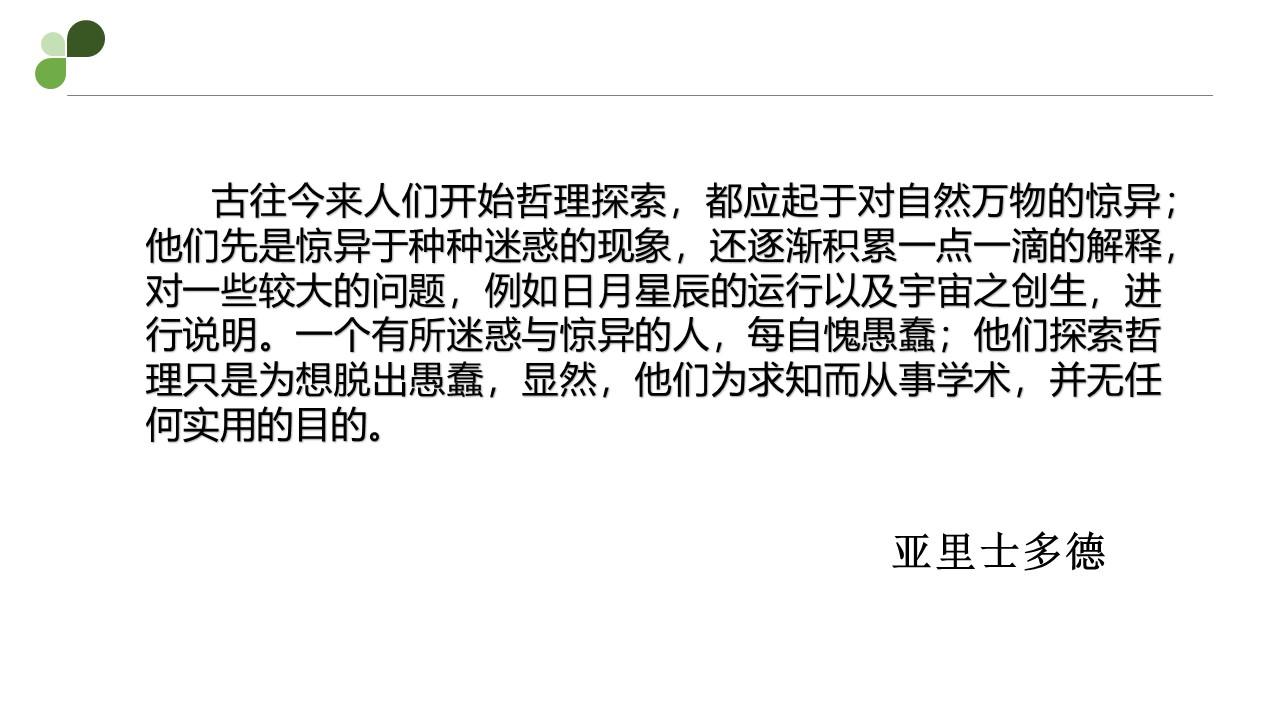 古往今来人们开始哲理探索，都应起于对自然万物的惊异；
他们先是惊异于种种迷惑的现象，还逐渐积累一点一滴的解释，
对一些较大的问题，例如日月星辰的运行以及宇宙之创生，进
行说明。一个有所迷惑与惊异的人，每自愧愚蠢；他们探索哲
理只是为想脱出愚蠢，显然，他们为求知而从事学术，并无任
何实用的目的。
亚里士多德